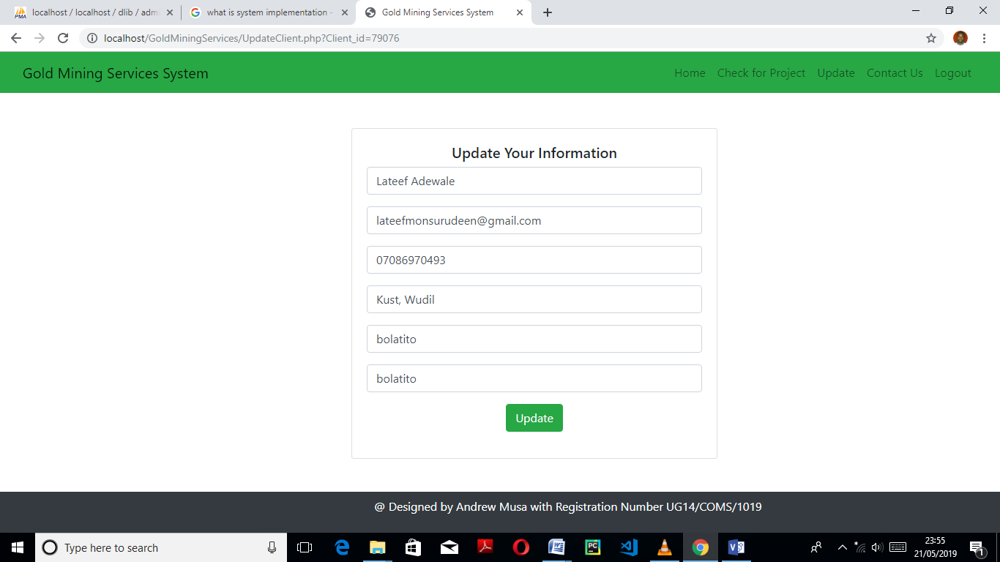 PMA
localhost / localhost / dlib / admi
what is system implementation -
Gold Mining Services System
localhost/GoldMiningServices/UpdateClient.php?Client_id=79076
Gold Mining Services System
Home Check for Project Update Contact Us Logout
Update Your Information
Lateef Adewale
lateefmonsurudeen@gmail.com
07086970493
Kust, Wudil
bolatito
bolatito
Update
@ Designed by Andrew Musa with Registration Number UG14/COMS/1019
Type here to search
PC
23:55
21/05/2019
1